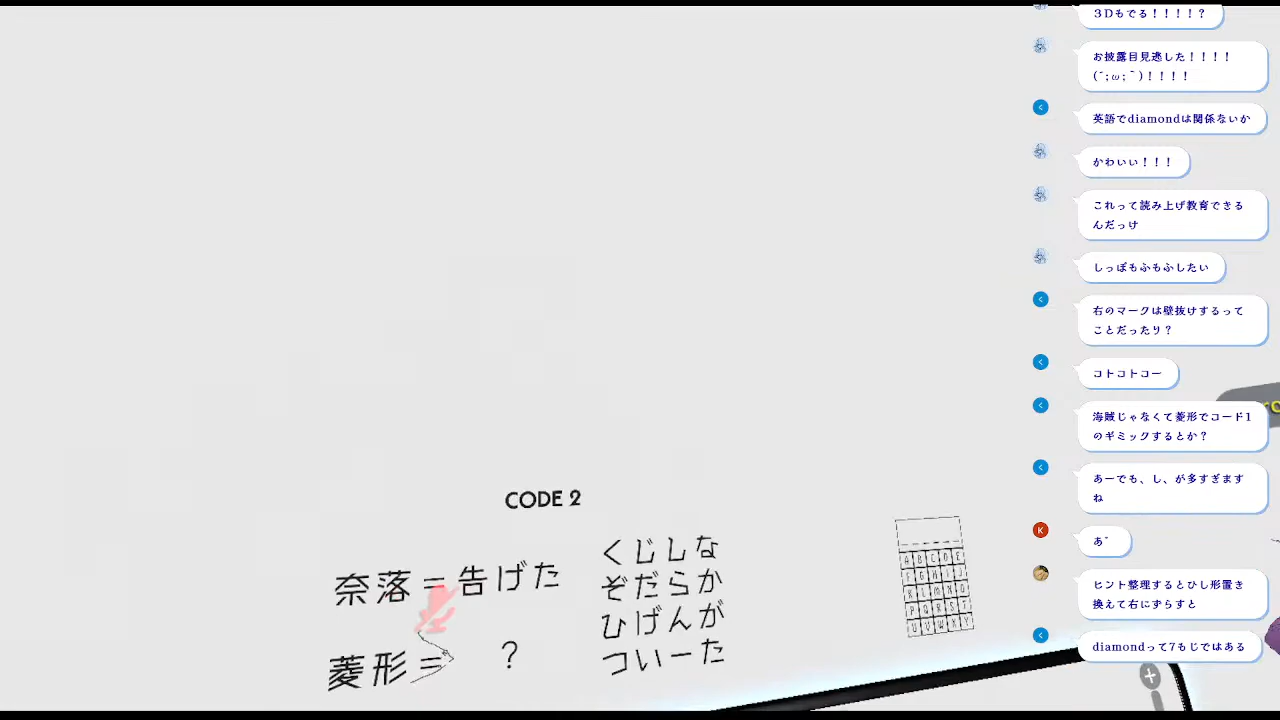 CODE 2
奈落=告げた
菱形= ?
くじしな
ぞだらか
ひげんが
ついーた
A B C D E
F G H I J
K L M N O
P Q R S T
U V W X Y
3Dもでる！！！！？
お披露目見逃した！！！！
(´;ω;｀)！！！！
英語でdiamondは関係ないか
かわいい！！！
これって読み上げ教育できる
んだっけ
しっぽもふもふしたい
右のマークは壁抜けするって
ことだったり？
コトコトコー
海賊じゃなくて菱形でコード1
のギミックするとか？
あーでも、し、が多すぎます
ね
K
あ゛
ヒント整理するとひし形置き
換えて右にずらすと
diamondって7もじではある